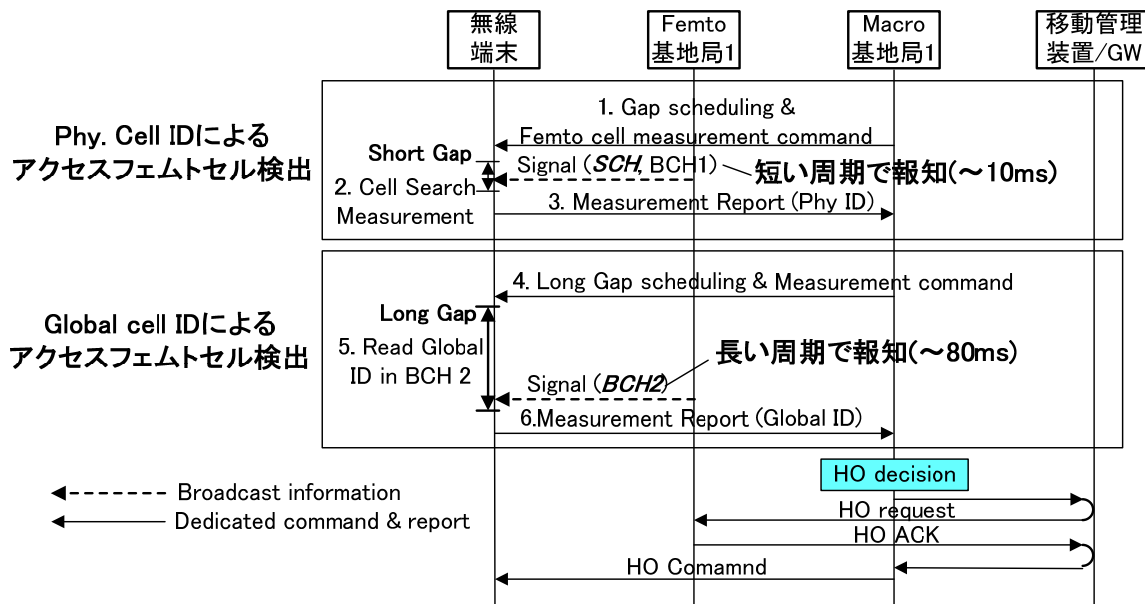 無線
端末
Femto
基地局1
Macro
基地局1
移動管理
装置/GW
Phy. Cell IDによる
アクセスフェムトセル検出
1. Gap scheduling &
Femto cell measurement command
Short Gap
Signal (SCH, BCH1)
短い周期で報知(～10ms)
2. Cell Search
Measurement
3. Measurement Report (Phy ID)
Global cell IDによる
アクセスフェムトセル検出
4. Long Gap scheduling & Measurement command
Long Gap
5. Read Global
ID in BCH 2
長い周期で報知(～80ms)
Signal (BCH2)
6.Measurement Report (Global ID)
HO decision
Broadcast information
Dedicated command & report
HO request
HO ACK
HO Comamnd